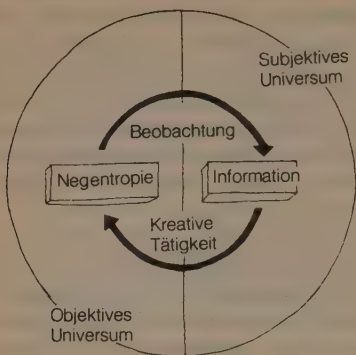 Subjektives
Universum
Beobachtung
Negentropie
Information
Kreative
Tätigkeit
Objektives
Universum